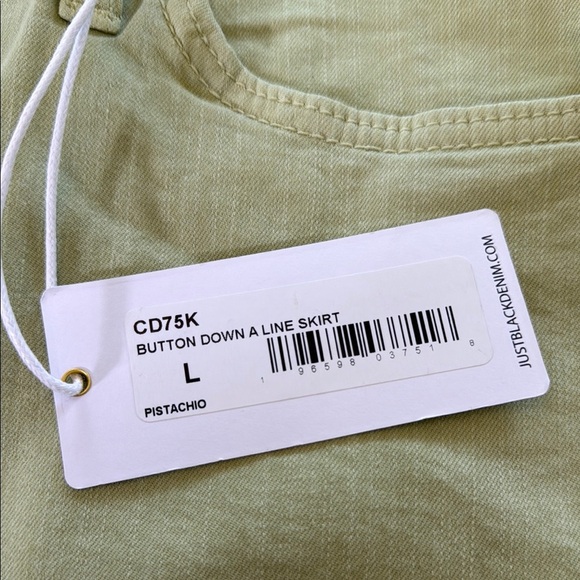 CD75K
BUTTON DOWN A LINE SKIRT
L
PISTACHIO
1 96598 03751 8
JUSTBLACKDENIM.COM